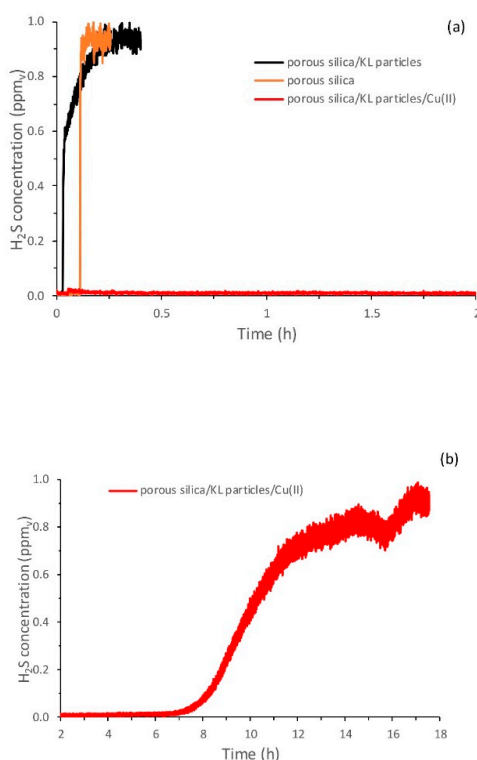 (a)
porous silica/KL particles
porous silica
porous silica/KL particles/Cu(II)
H₂S concentration (ppmᵥ)
1.0
0.8
0.6
0.4
0.2
0.0
0 0.5 1 1.5 2
Time (h)
(b)
porous silica/KL particles/Cu(II)
H₂S concentration (ppmᵥ)
1.0
0.8
0.6
0.4
0.2
0.0
2 4 6 8 10 12 14 16 18
Time (h)